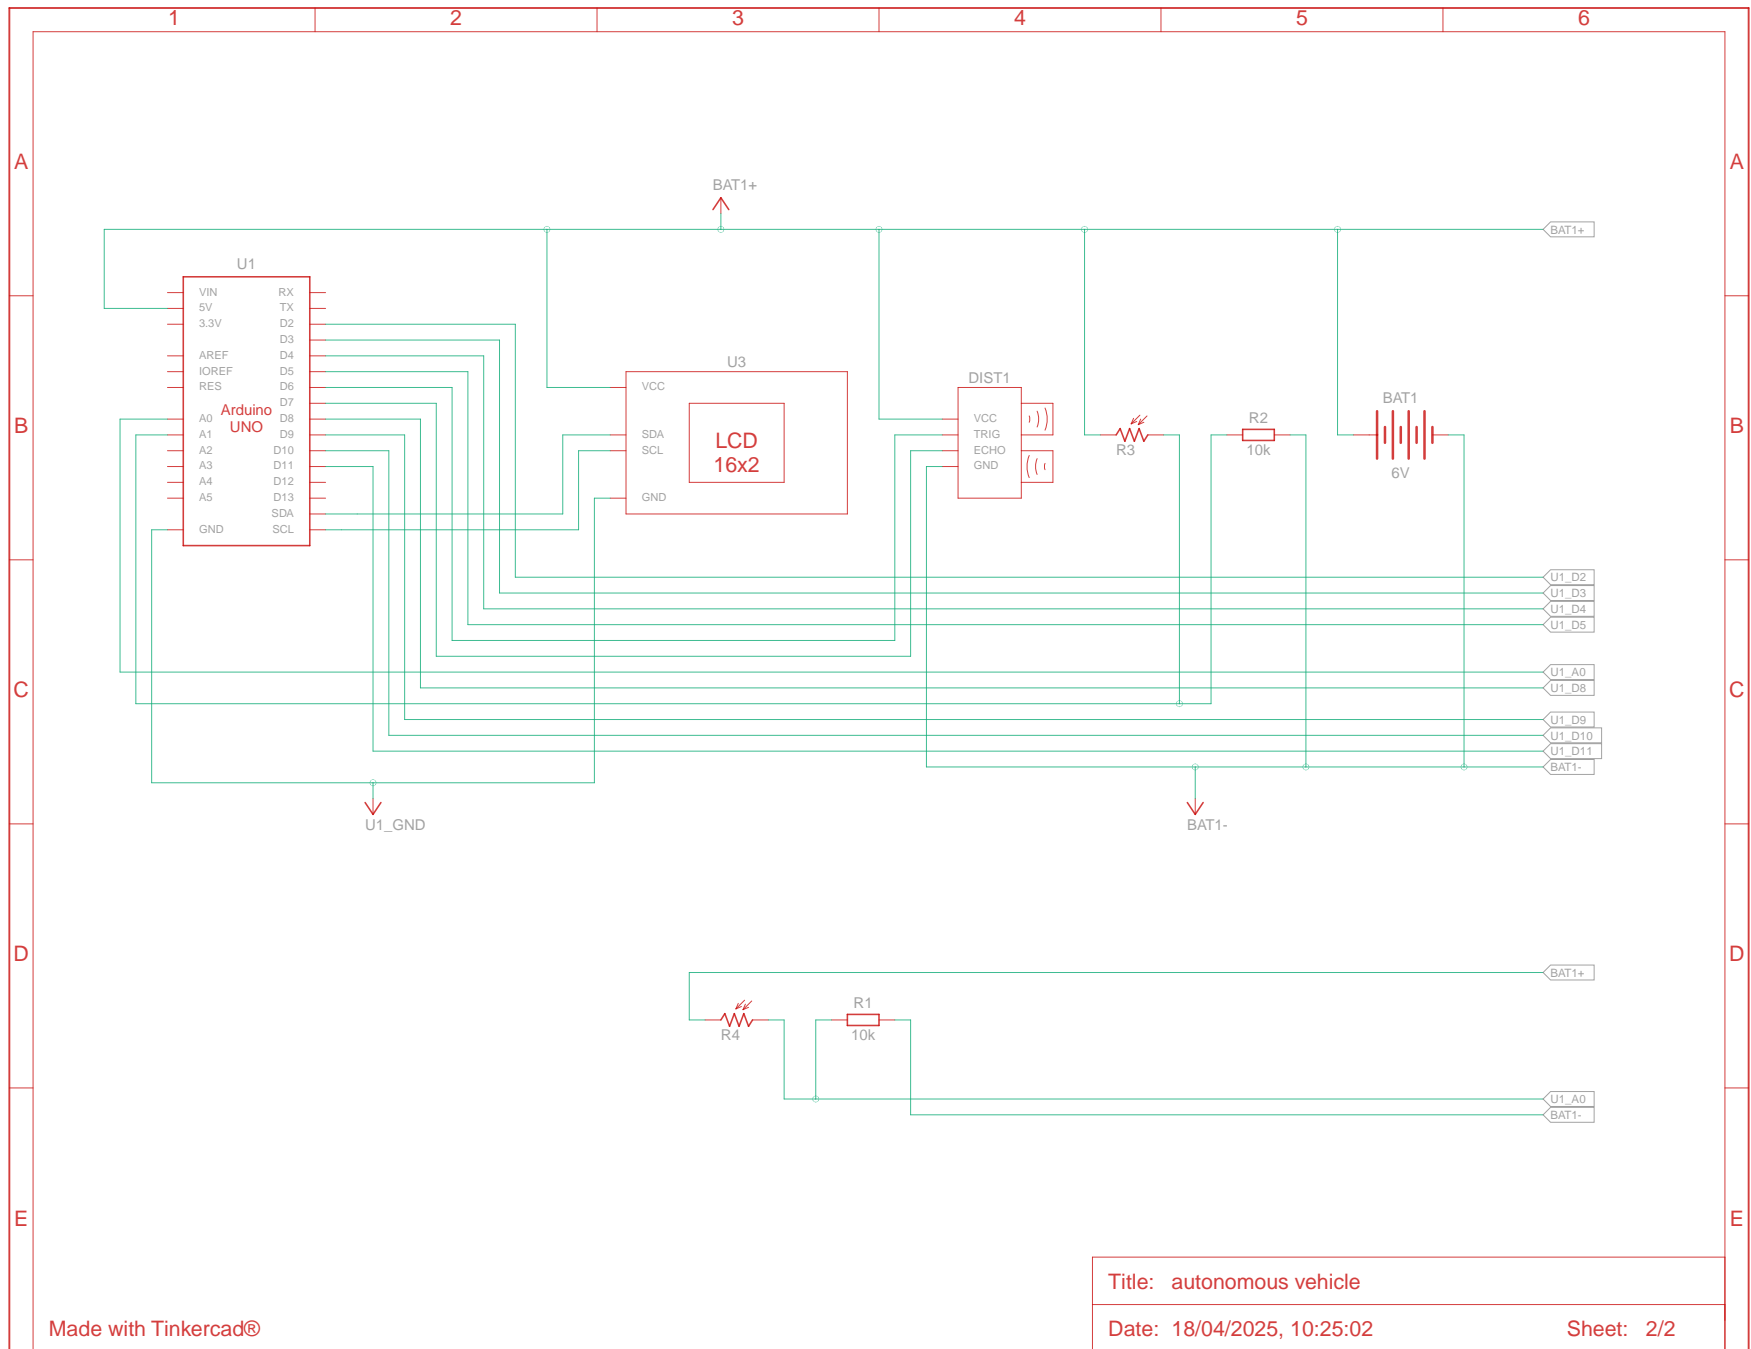 1 2 3 4 5 6
A A
BAT1+
BAT1+
U1
VIN RX
5V TX
3.3V D2
D3
AREF D4
IOREF D5
RES D6
D7
A0 D8
A1 D9
A2 D10
A3 D11
A4 D12
A5 D13
SDA
GND SCL
Arduino
UNO
U3
VCC
SDA
SCL
GND
LCD
16x2
DIST1
VCC
TRIG
ECHO
GND
R3
R2
10k
BAT1
6V
B B
U1_D2
U1_D3
U1_D4
U1_D5
U1_A0
U1_D8
C C
U1_D9
U1_D10
U1_D11
BAT1-
U1_GND
BAT1-
D D
BAT1+
R4
R1
10k
U1_A0
BAT1-
E E
Title: autonomous vehicle
Made with Tinkercad®
Date: 18/04/2025, 10:25:02 Sheet: 2/2